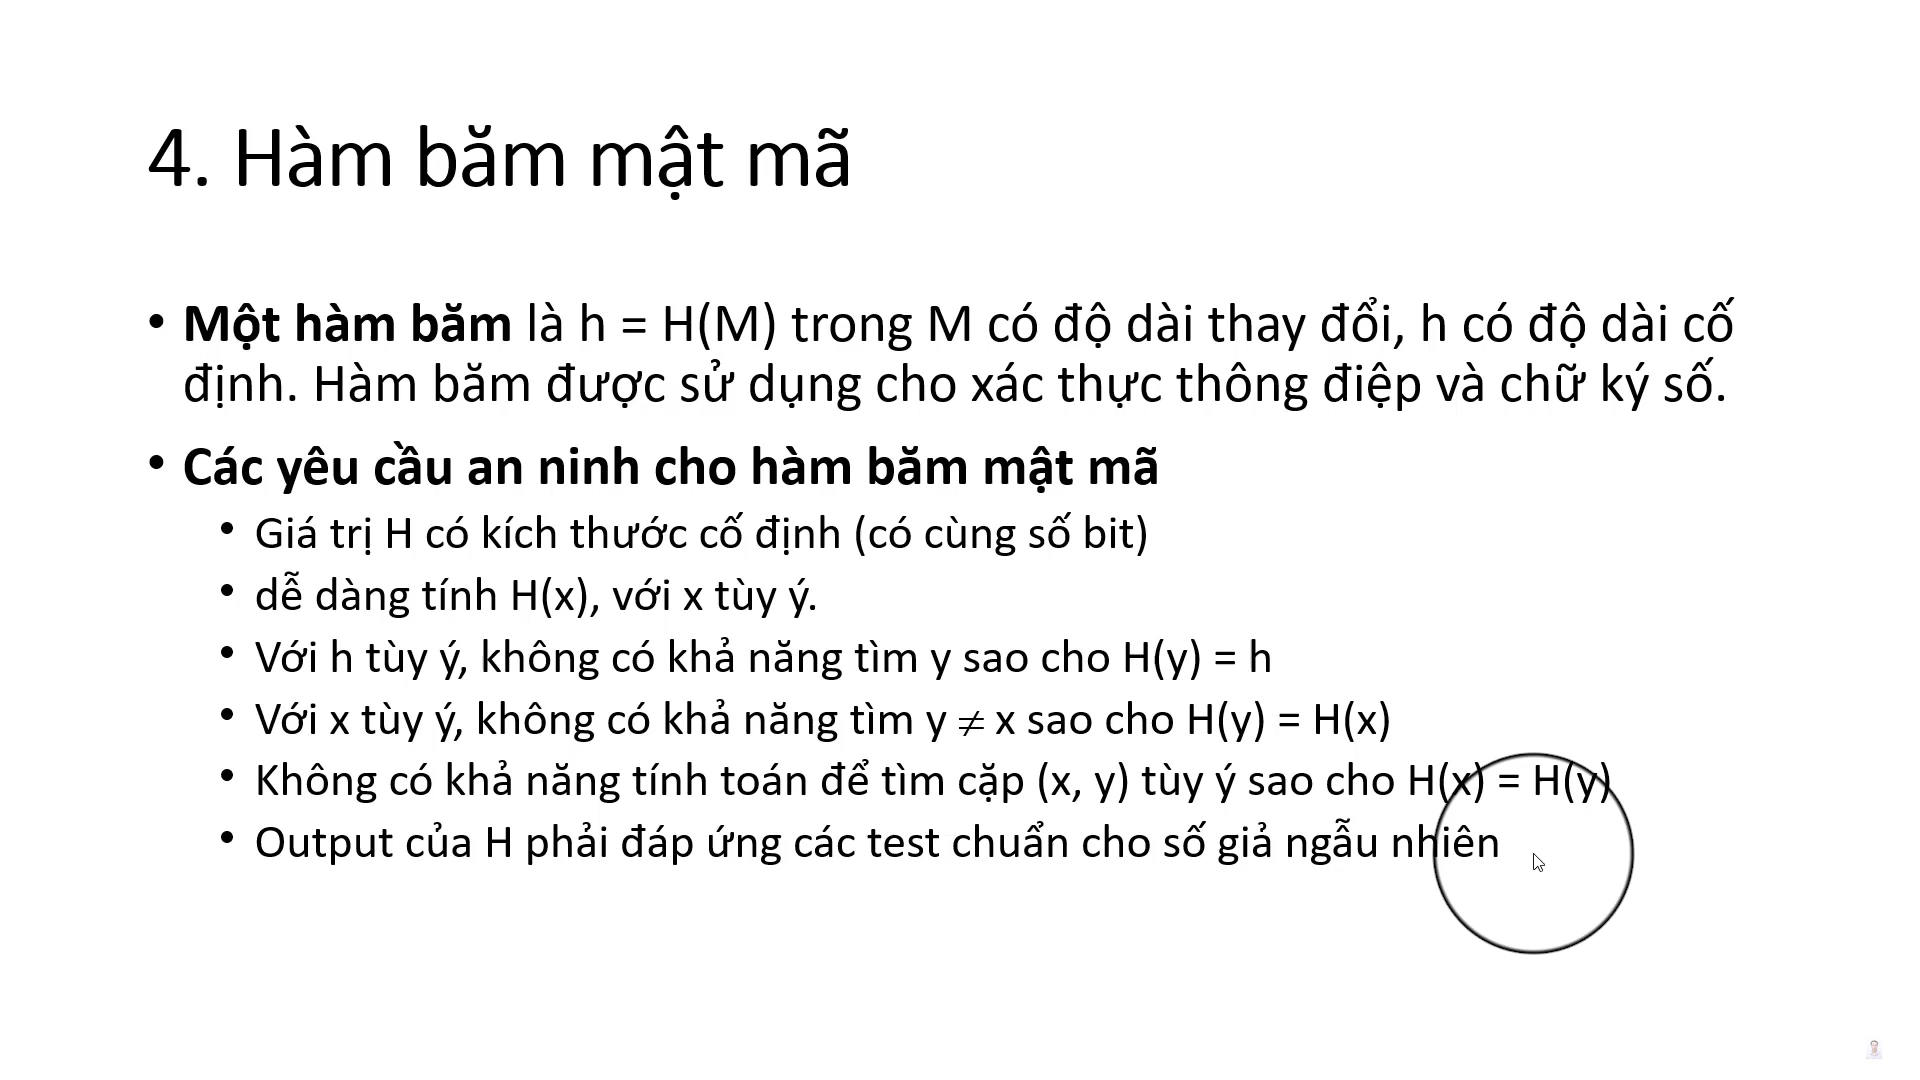 4. Hàm băm mật mã
• Một hàm băm là h = H(M) trong M có độ dài thay đổi, h có độ dài cố
định. Hàm băm được sử dụng cho xác thực thông điệp và chữ ký số.
• Các yêu cầu an ninh cho hàm băm mật mã
• Giá trị H có kích thước cố định (có cùng số bit)
• dễ dàng tính H(x), với x tùy ý.
• Với h tùy ý, không có khả năng tìm y sao cho H(y) = h
• Với x tùy ý, không có khả năng tìm y ≠ x sao cho H(y) = H(x)
• Không có khả năng tính toán để tìm cặp (x, y) tùy ý sao cho H(x) = H(y)
• Output của H phải đáp ứng các test chuẩn cho số giả ngẫu nhiên